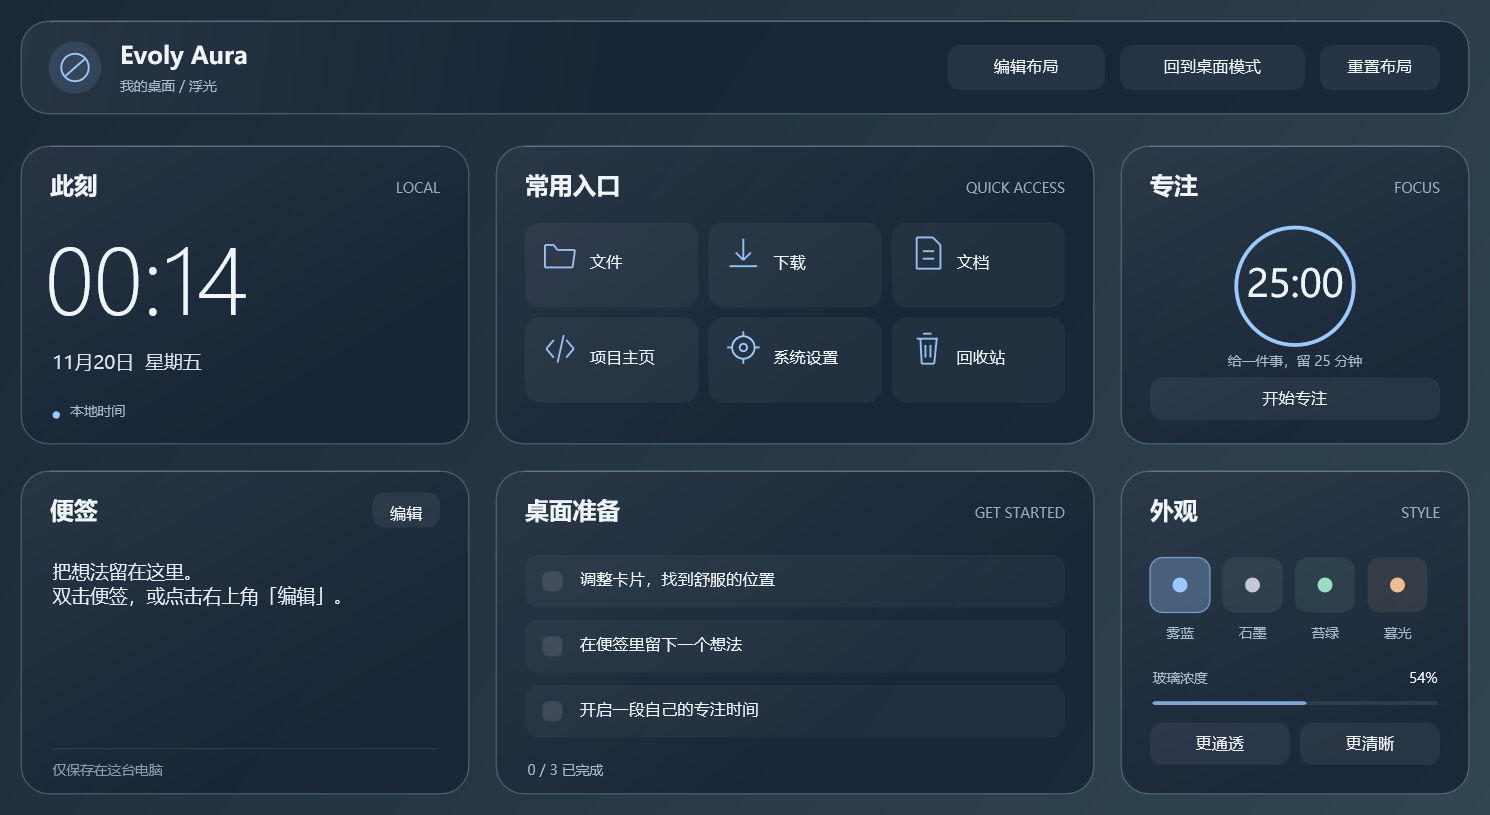 Evoly Aura
我的桌面 / 浮光
编辑布局
回到桌面模式
重置布局
此刻
LOCAL
00:14
11月20日 星期五
本地时间
常用入口
QUICK ACCESS
文件
下载
文档
项目主页
系统设置
回收站
专注
FOCUS
25:00
给一件事，留 25 分钟
开始专注
便签
编辑
把想法留在这里。
双击便签，或点击右上角「编辑」。
仅保存在这台电脑
桌面准备
GET STARTED
调整卡片，找到舒服的位置
在便签里留下一个想法
开启一段自己的专注时间
0 / 3 已完成
外观
STYLE
雾蓝
石墨
苔绿
暮光
玻璃浓度
54%
更通透
更清晰